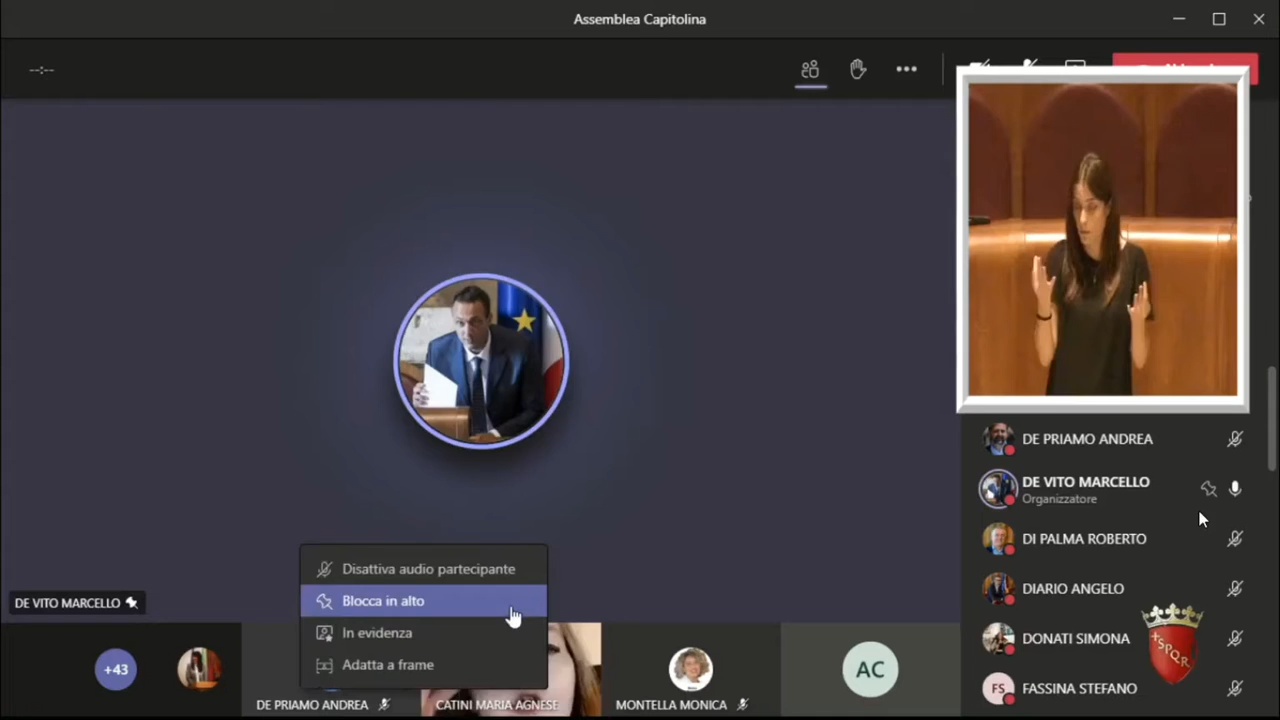 Assemblea Capitolina
--:--
DE PRIAMO ANDREA
DE VITO MARCELLO
Organizzatore
DI PALMA ROBERTO
DIARIO ANGELO
DONATI SIMONA
FS
FASSINA STEFANO
SPQR
DE VITO MARCELLO
Disattiva audio partecipante
Blocca in alto
In evidenza
Adatta a frame
+43
DE PRIAMO ANDREA
CATINI MARIA AGNESE
MONTELLA MONICA
AC